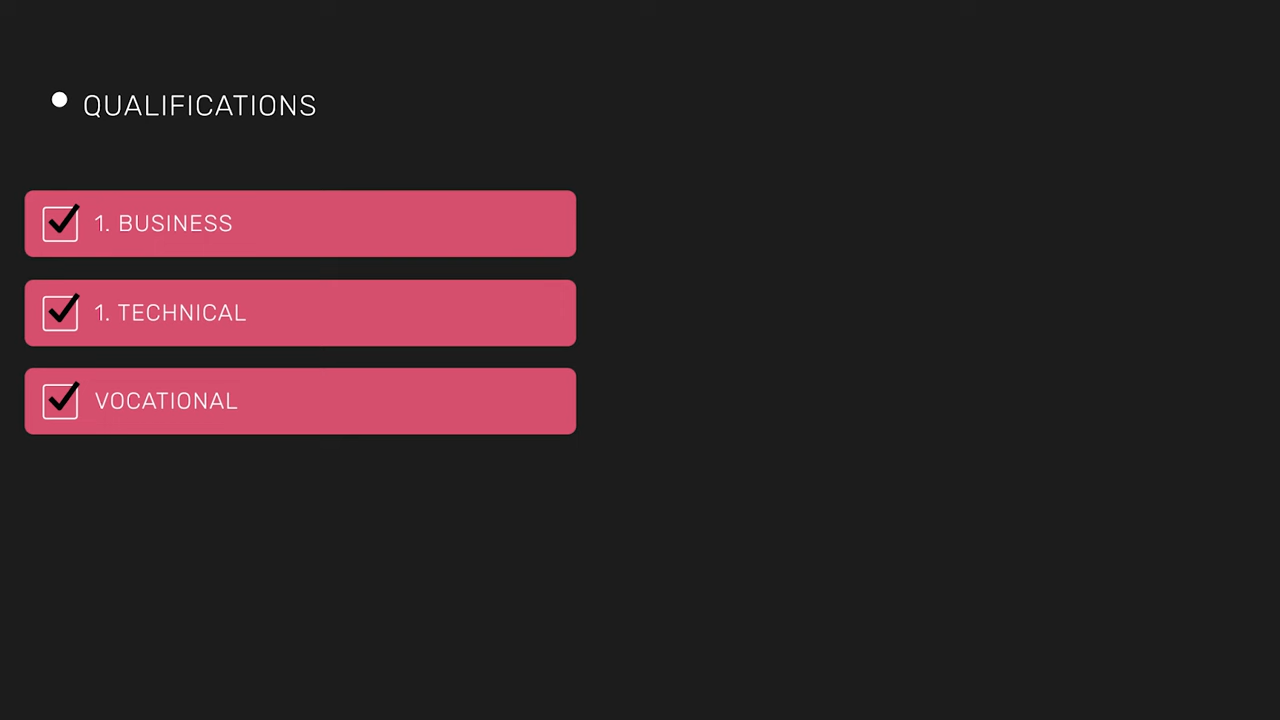 QUALIFICATIONS
1. BUSINESS
1. TECHNICAL
VOCATIONAL